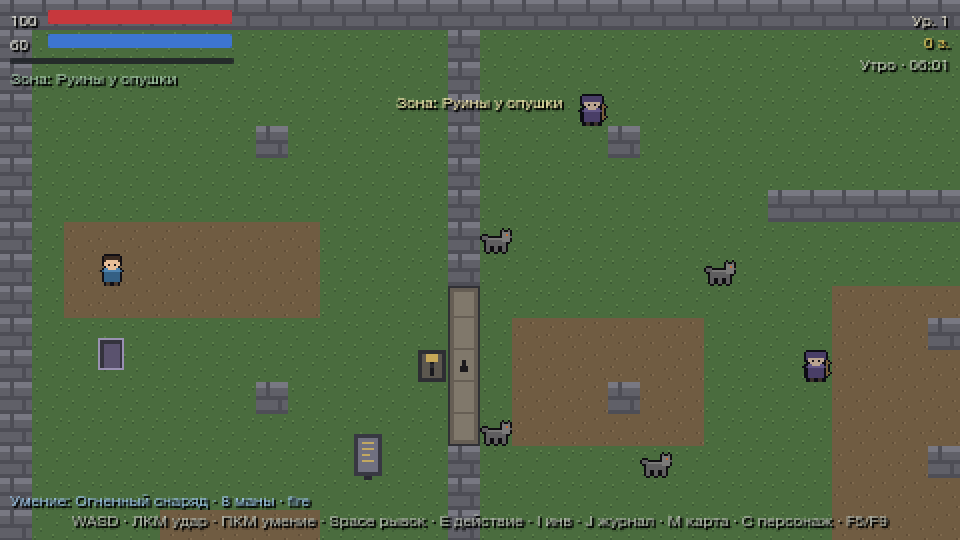 100
60
Зона: Руины у опушки
Ур. 1
0 з.
Утро · 06:01
Зона: Руины у опушки
Умение: Огненный снаряд · 8 маны · fire
WASD · ЛКМ удар · ПКМ умение · Space рывок · E действие · I инв · J журнал · M карта · C персонаж · F5/F9